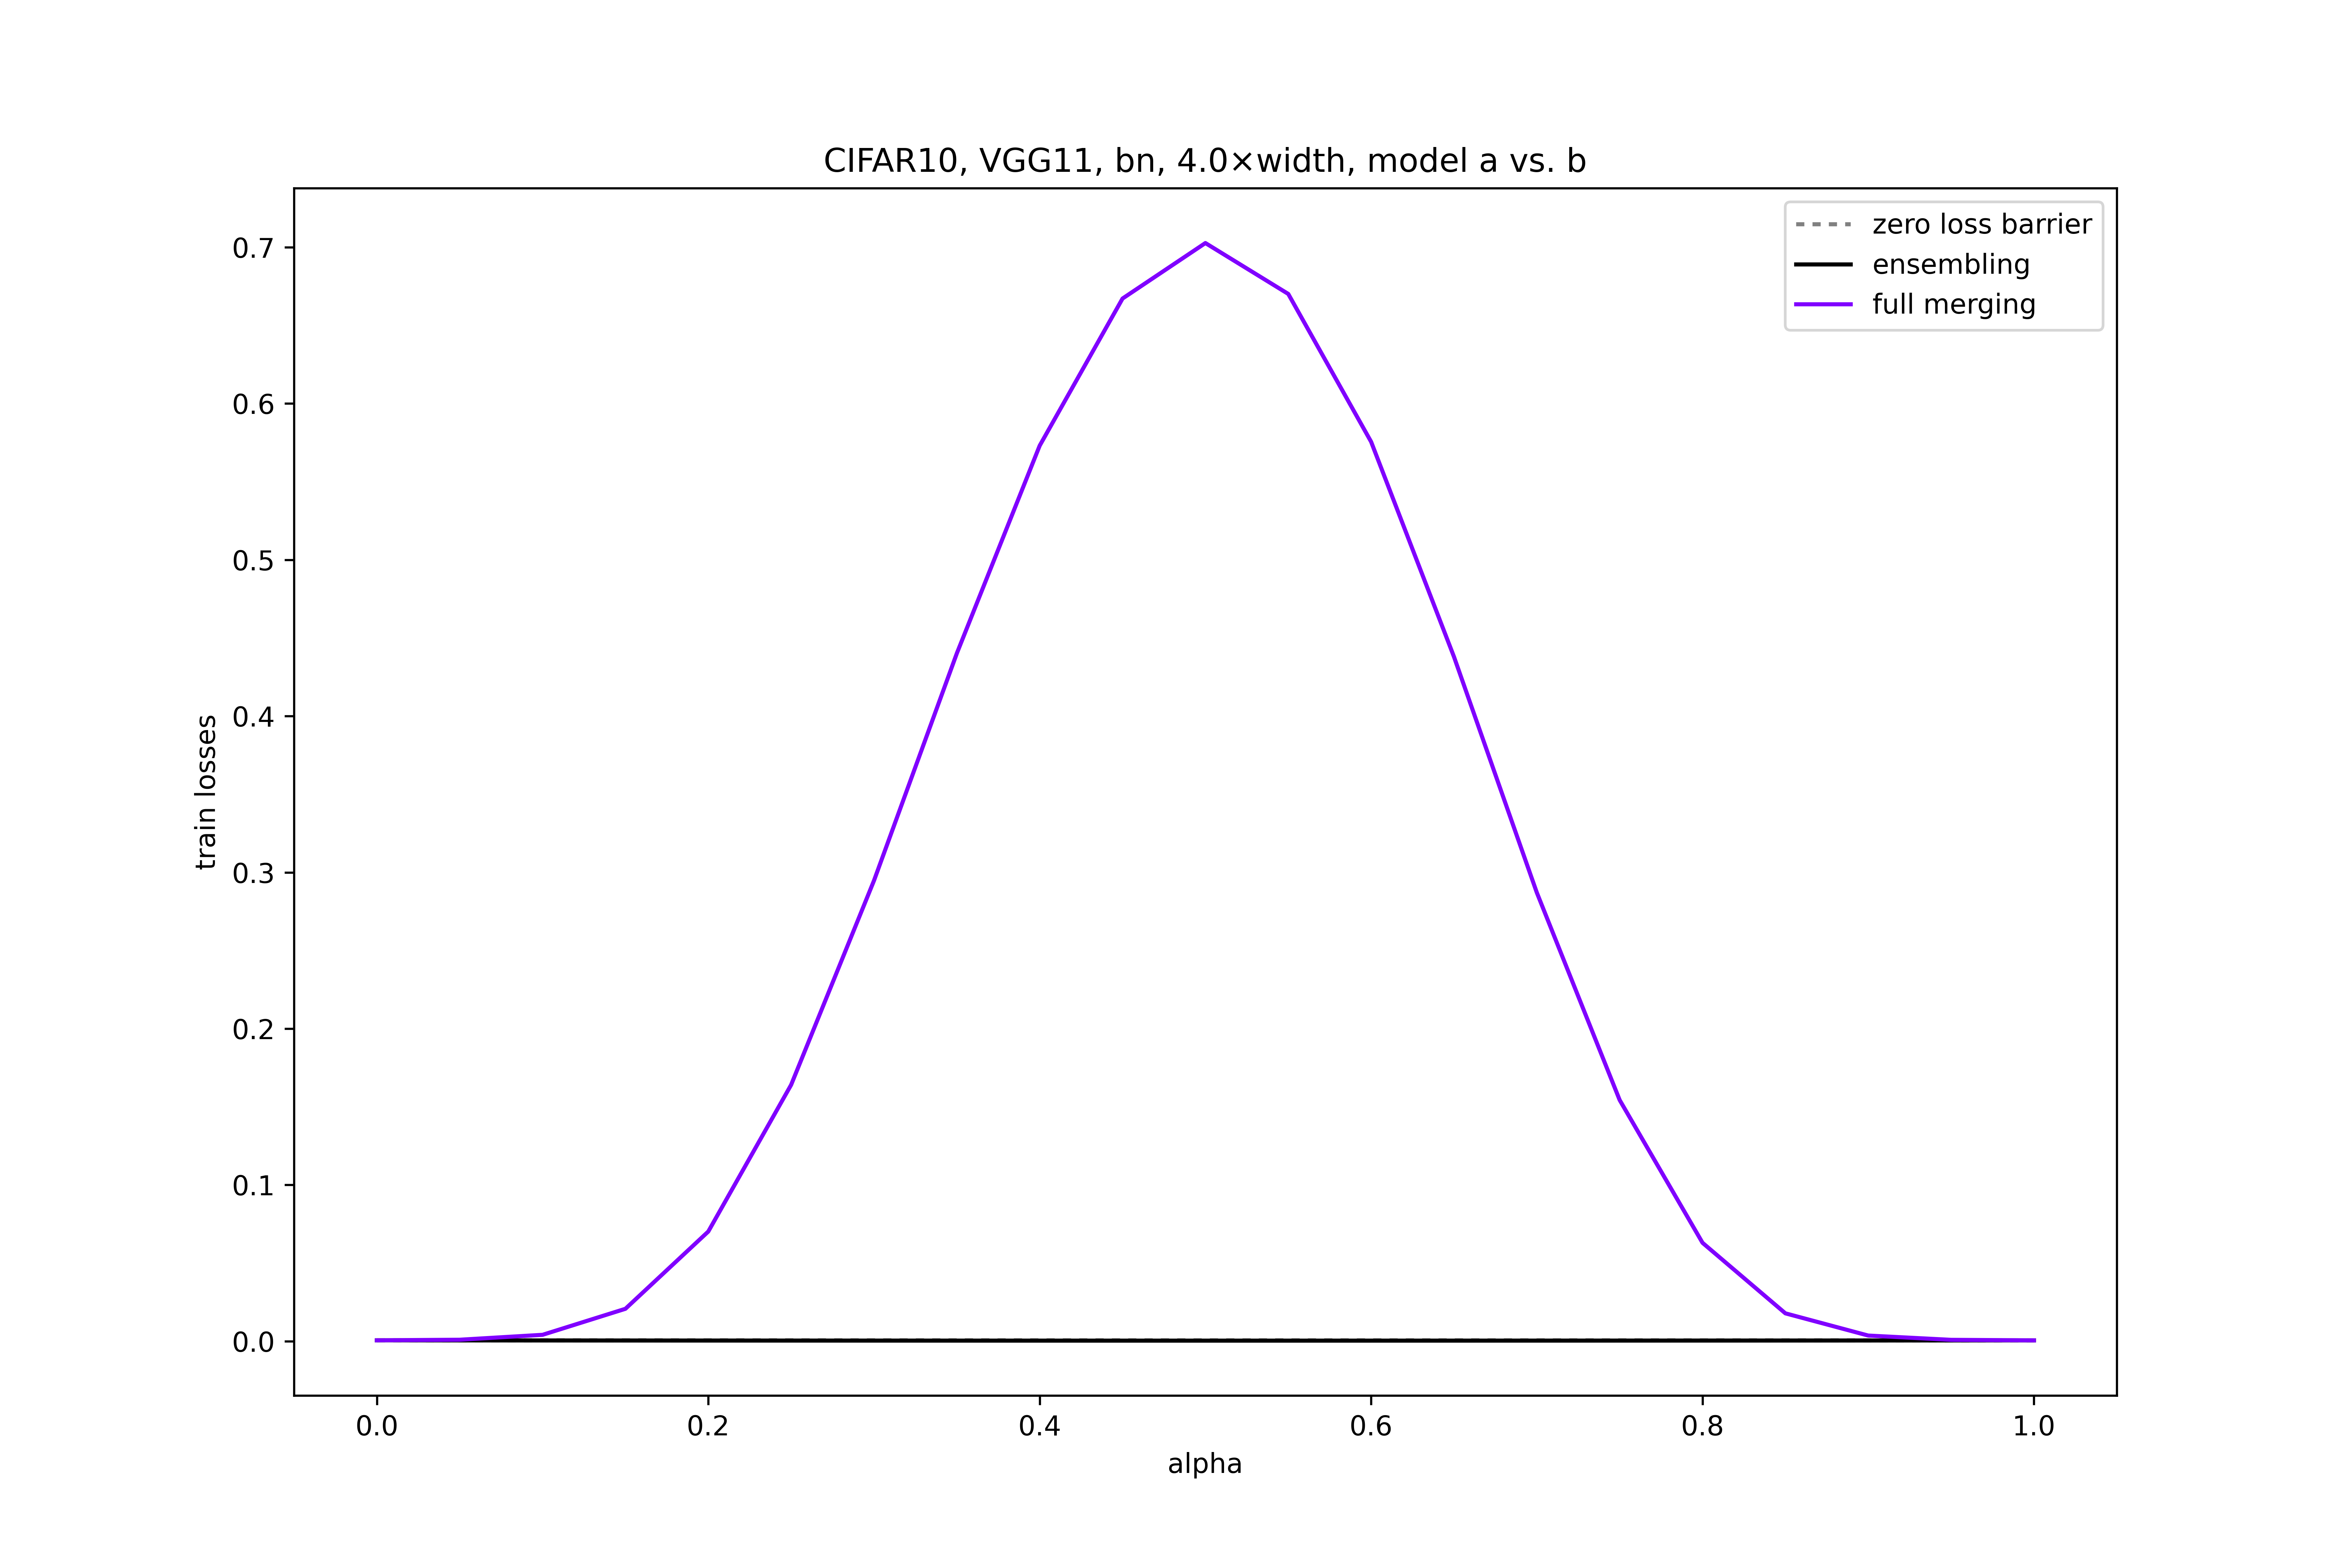 CIFAR10, VGG11, bn, 4.0×width, model a vs. b
zero loss barrier
ensembling
full merging
0.7
0.6
0.5
0.4
0.3
0.2
0.1
0.0
train losses
0.0 0.2 0.4 0.6 0.8 1.0
alpha